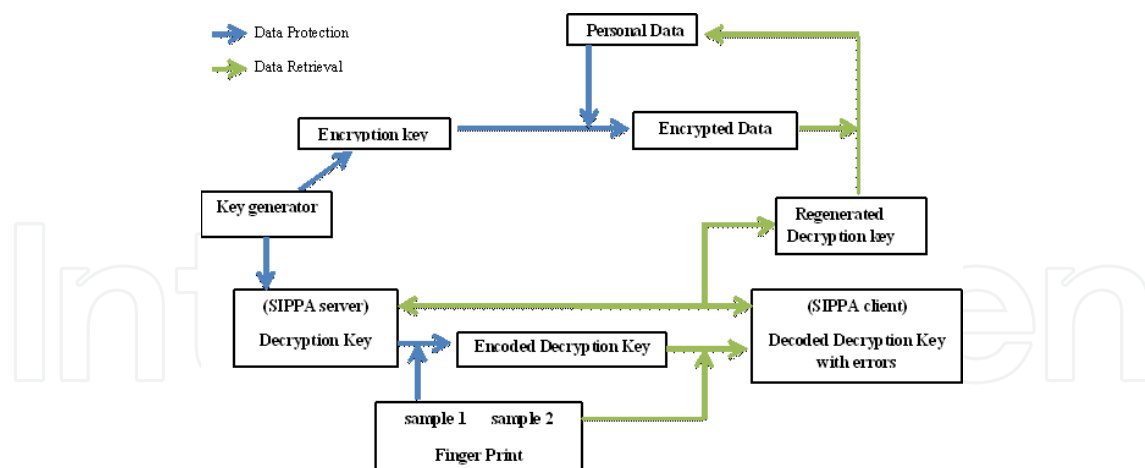 Data Protection
Data Retrieval
Personal Data
Encryption key
Encrypted Data
Key generator
Regenerated
Decryption key
(SIPPA server)
Decryption Key
(SIPPA client)
Decoded Decryption Key
with errors
Encoded Decryption Key
sample 1 sample 2
Finger Print
Inten